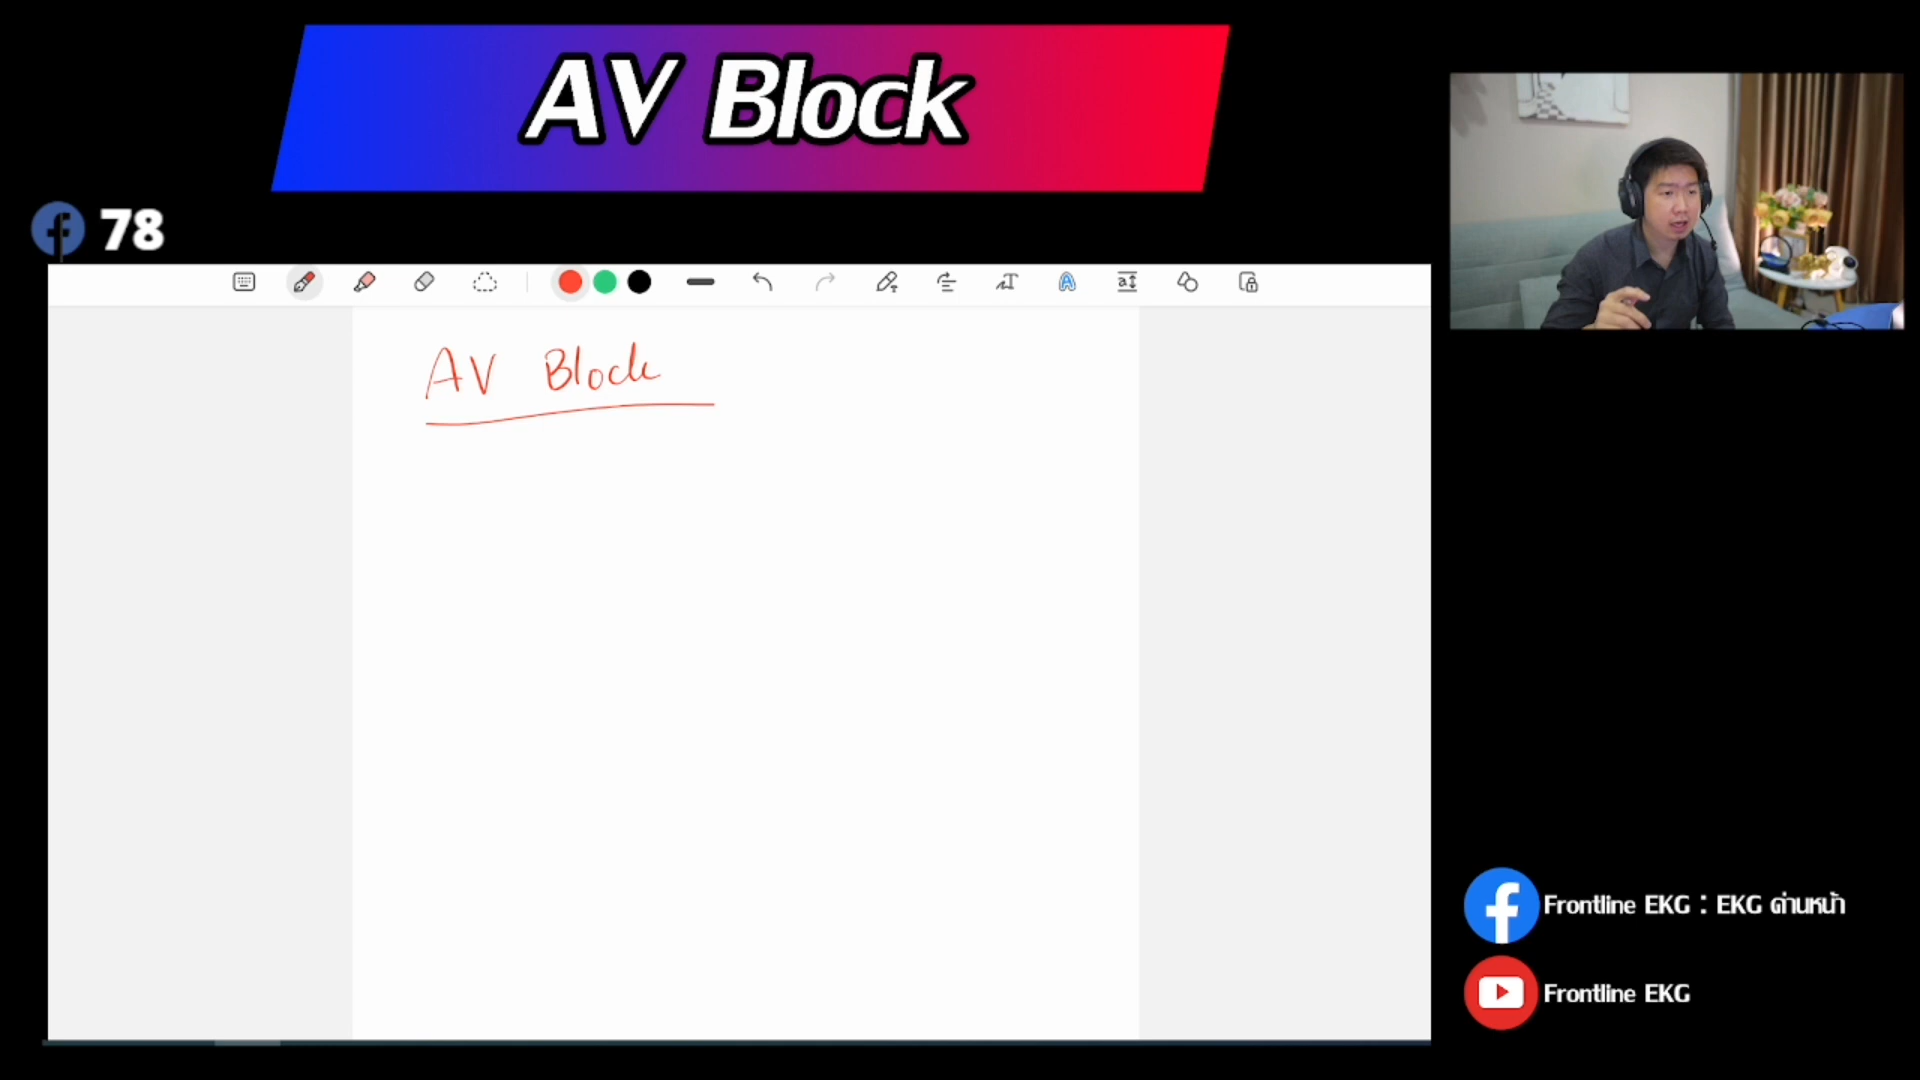 AV Block
78
AV Block
Frontline EKG : EKG ด่านหน้า
Frontline EKG